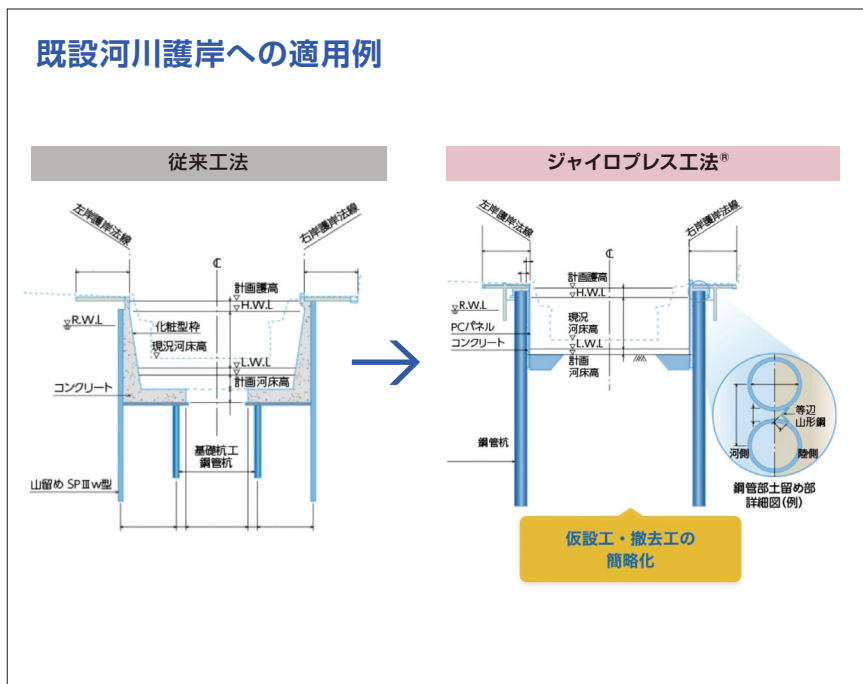 既設河川護岸への適用例
従来工法
左岸護岸法線
右岸護岸法線
℄
計画護高
H.W.L
R.W.L
化粧型枠
現況河床高
L.W.L
計画河床高
コンクリート
基礎杭工
鋼管杭
山留め SPⅢw型
ジャイロプレス工法®
左岸護岸法線
右岸護岸法線
℄
計画護高
H.W.L
R.W.L
現況
河床高
PCパネル
L.W.L
コンクリート
計画
河床高
鋼管杭
等辺
山形鋼
河側
陸側
鋼管部土留め部
詳細図(例)
仮設工・撤去工の
簡略化